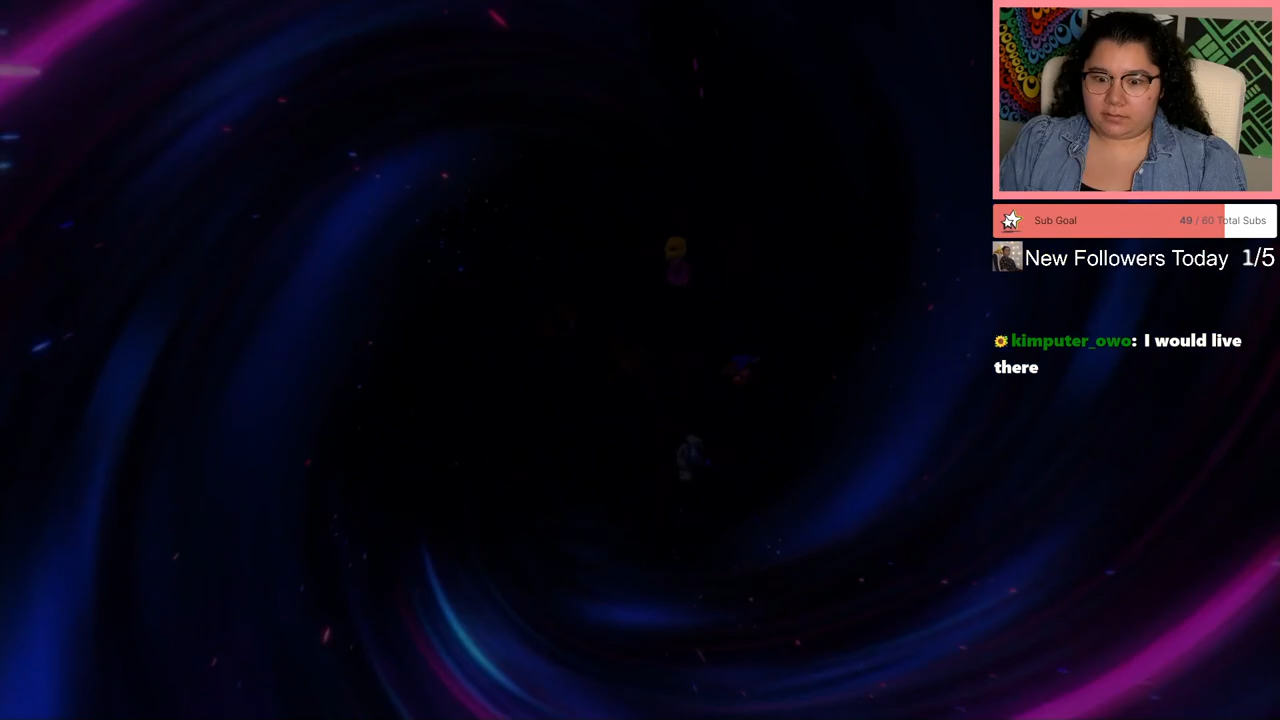 Sub Goal 49 / 60 Total Subs
New Followers Today 1/5
kimputer_owo: I would live
there